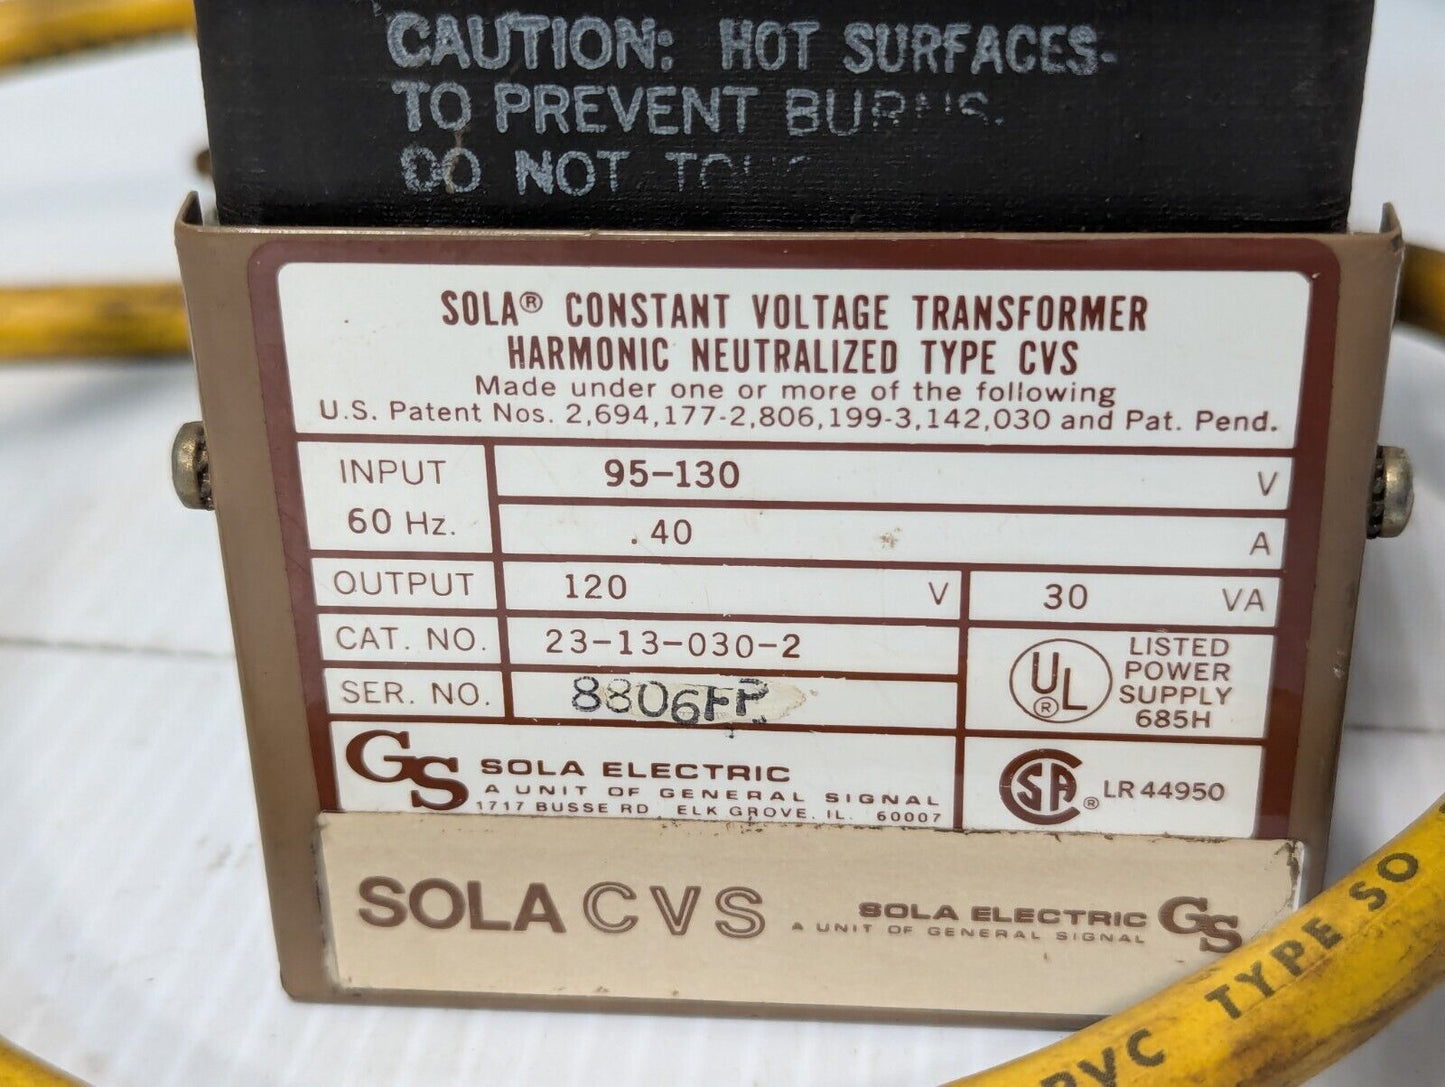 CAUTION: HOT SURFACES.
TO PREVENT BURNS.
DO NOT
SOLA® CONSTANT VOLTAGE TRANSFORMER
HARMONIC NEUTRALIZED TYPE CVS
Made under one or more of the following
U.S. Patent Nos. 2,694,177-2,806,199-3,142,030 and Pat. Pend.
INPUT 95-130 V
60 Hz. .40 A
OUTPUT 120 V 30 VA
CAT. NO. 23-13-030-2
SER. NO.
UL ®
LISTED
POWER
SUPPLY
685H
GS SOLA ELECTRIC
A UNIT OF GENERAL SIGNAL
1717 BUSSE RD., ELK GROVE, IL. 60007
SA ® LR 44950
SOLA CVS
SOLA ELECTRIC GS
A UNIT OF GENERAL SIGNAL
PVC TYPE SO